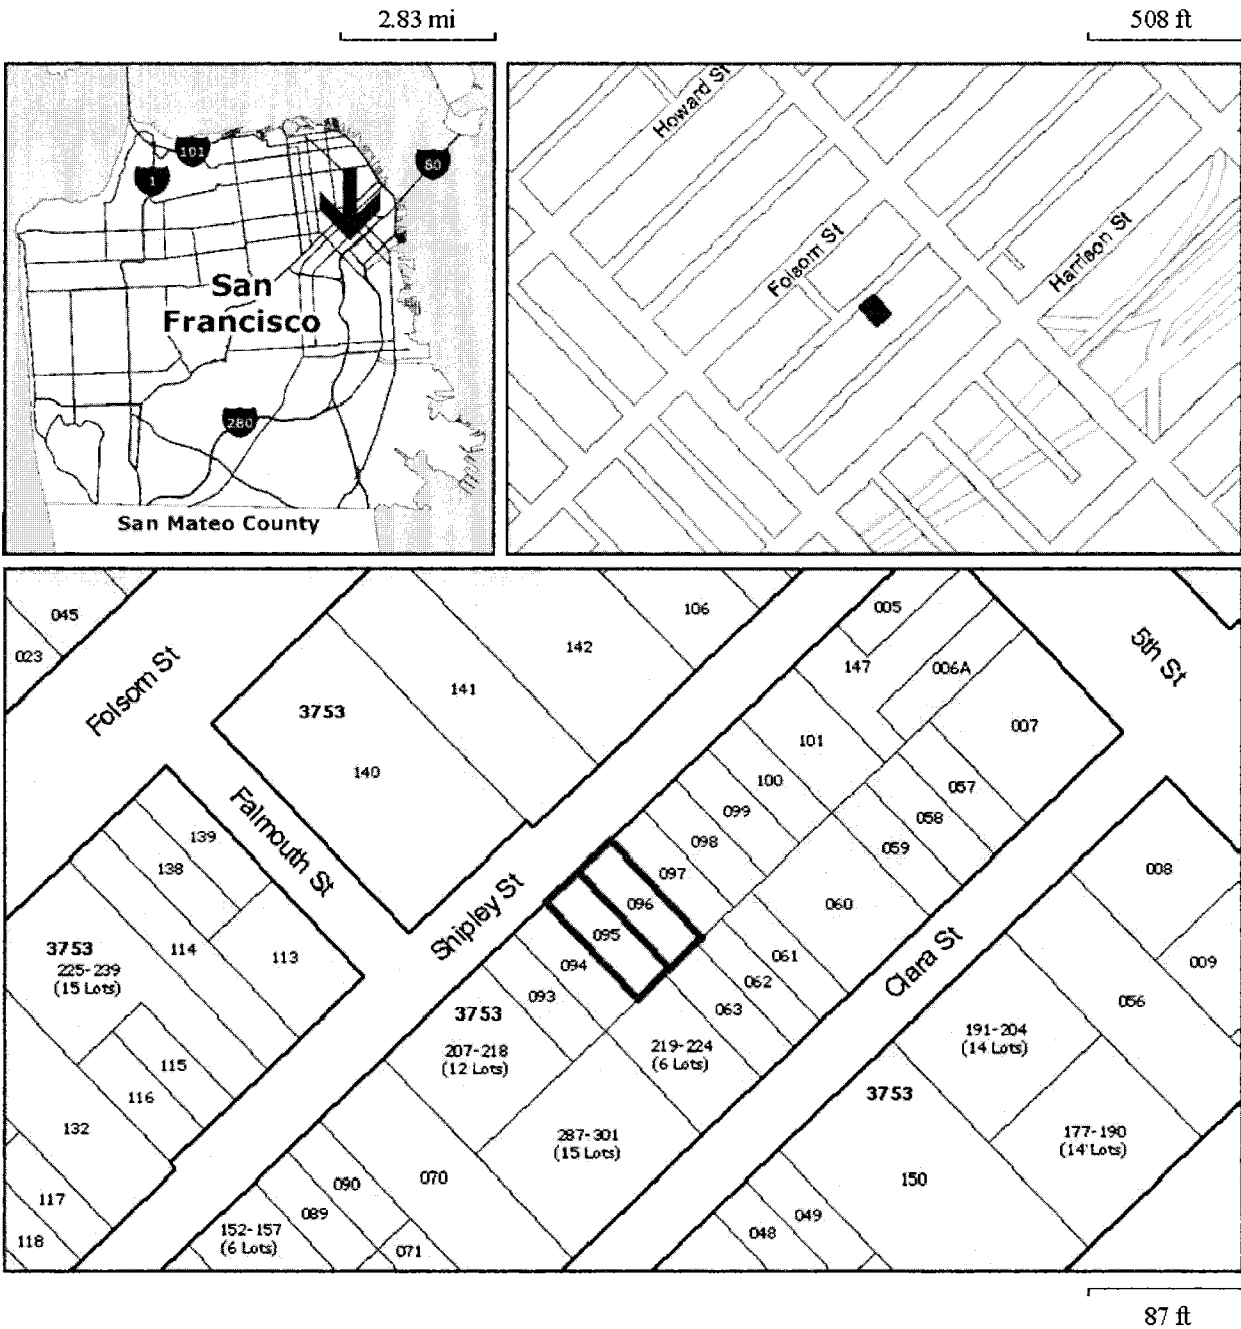 2.83 mi
508 ft
101
1
80
San
Francisco
280
San Mateo County
Howard St
Folsom St
Harrison St
045
023
Folsom St
3753
140
141
142
106
005
147
006A
5th St
007
101
100
099
098
097
096
095
094
093
057
058
059
060
061
062
063
008
009
056
Falmouth St
139
138
114
113
3753
225-239
(15 Lots)
115
116
132
117
118
Shipley St
3753
207-218
(12 Lots)
219-224
(6 Lots)
Clara St
191-204
(14 Lots)
3753
177-190
(14 Lots)
287-301
(15 Lots)
150
070
090
089
152-157
(6 Lots)
071
049
048
87 ft